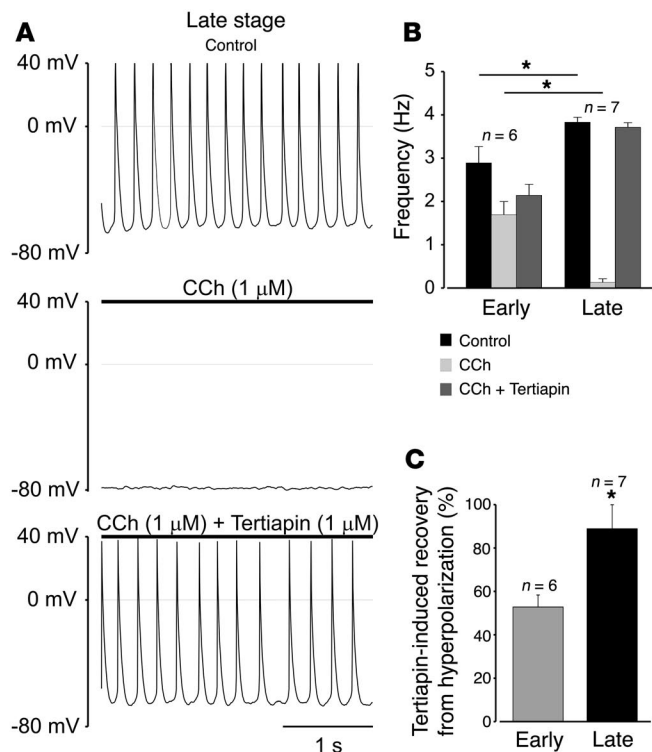 A
Late stage
Control
40 mV
0 mV
-80 mV
CCh (1 μM)
40 mV
0 mV
-80 mV
CCh (1 μM) + Tertiapin (1 μM)
40 mV
0 mV
-80 mV
1 s
B
Frequency (Hz)
5
4
3
2
1
0
*
*
n = 6
n = 7
Early
Late
Control
CCh
CCh + Tertiapin
C
Tertiapin-induced recovery
from hyperpolarization (%)
100
80
60
40
20
0
n = 6
n = 7
*
Early
Late